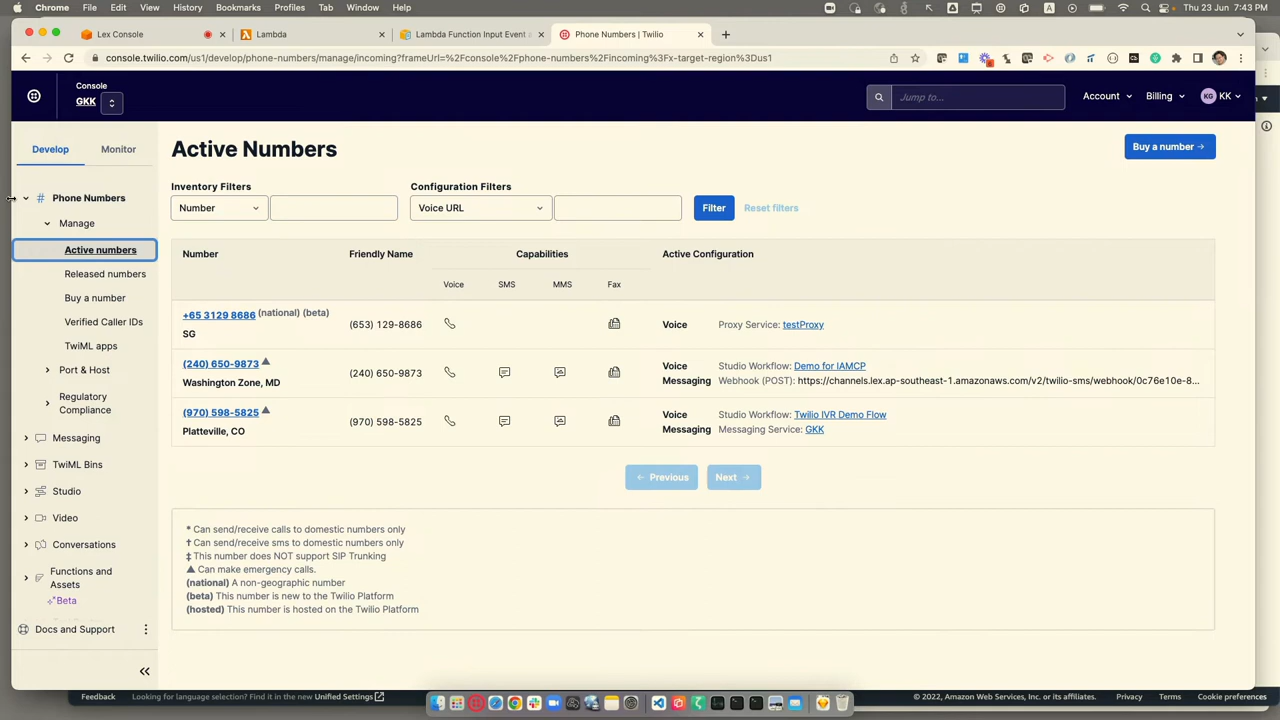 Chrome File Edit View History Bookmarks Profiles Tab Window Help Thu 23 Jun 7:43 PM
Lex Console Lambda Lambda Function Input Event a Phone Numbers | Twilio
console.twilio.com/us1/develop/phone-numbers/manage/incoming?frameUrl=%2Fconsole%2Fphone-numbers%2Fincoming%3Fx-target-region%3Dus1
Console
GKK
Jump to...
Account Billing KG KK
Develop Monitor
Active Numbers
Buy a number →
Inventory Filters Configuration Filters
Number Voice URL Filter Reset filters
# Phone Numbers
Manage
Active numbers
Released numbers
Buy a number
Verified Caller IDs
TwiML apps
Port & Host
Regulatory
Compliance
Messaging
TwiML Bins
Studio
Video
Conversations
Functions and
Assets
Beta
Docs and Support
Number Friendly Name Capabilities Active Configuration
Voice SMS MMS Fax
+65 3129 8686 (national) (beta)
SG
(653) 129-8686
Voice Proxy Service: testProxy
(240) 650-9873 ▲
Washington Zone, MD
(240) 650-9873
Voice Studio Workflow: Demo for IAMCP
Messaging Webhook (POST): https://channels.lex.ap-southeast-1.amazonaws.com/v2/twilio-sms/webhook/0c76e10e-8...
(970) 598-5825 ▲
Platteville, CO
(970) 598-5825
Voice Studio Workflow: Twilio IVR Demo Flow
Messaging Messaging Service: GKK
← Previous Next →
* Can send/receive calls to domestic numbers only
† Can send/receive sms to domestic numbers only
‡ This number does NOT support SIP Trunking
▲ Can make emergency calls.
(national) A non-geographic number
(beta) This number is new to the Twilio Platform
(hosted) This number is hosted on the Twilio Platform
Feedback Looking for language selection? Find it in the new Unified Settings © 2022, Amazon Web Services, Inc. or its affiliates. Privacy Terms Cookie preferences